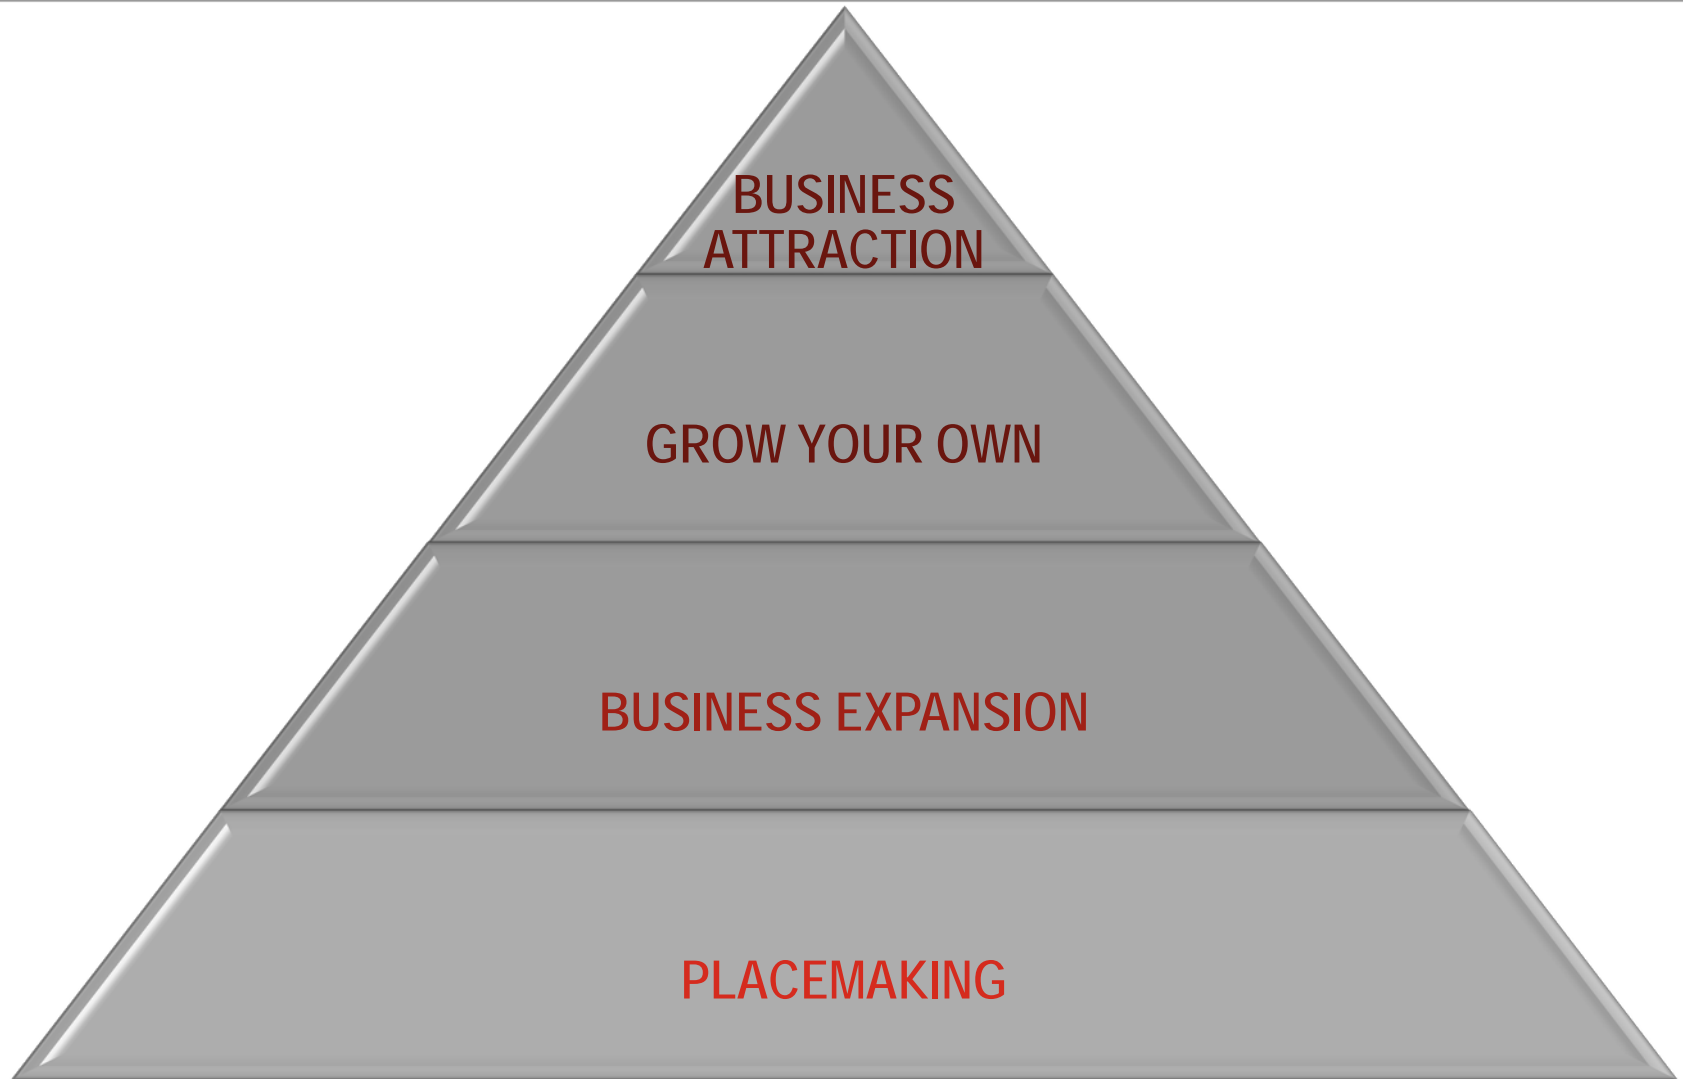 BUSINESS
ATTRACTION
GROW YOUR OWN
BUSINESS EXPANSION
PLACEMAKING